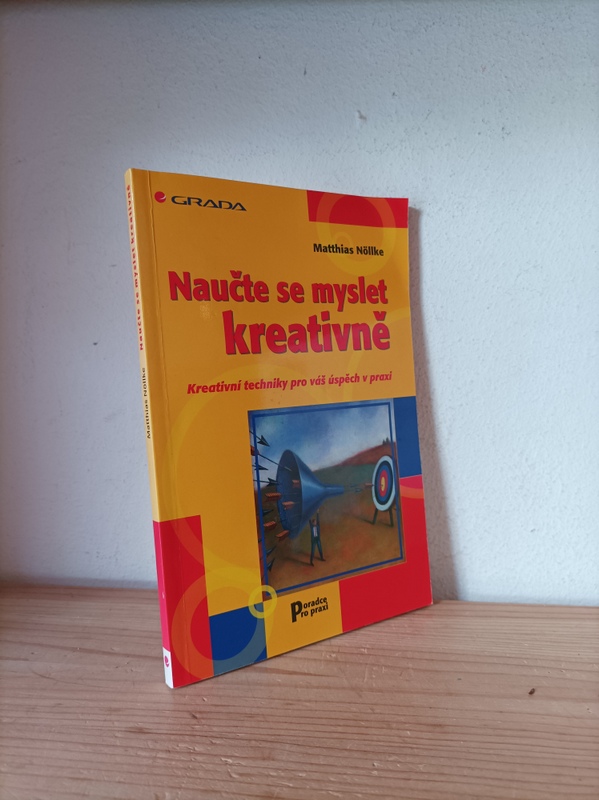 GRADA
Matthias Nöllke
Naučte se myslet
kreativně
Kreativní techniky pro váš úspěch v praxi
Poradce
Pro praxi
Matthias Nöllke
Naučte se myslet kreativně